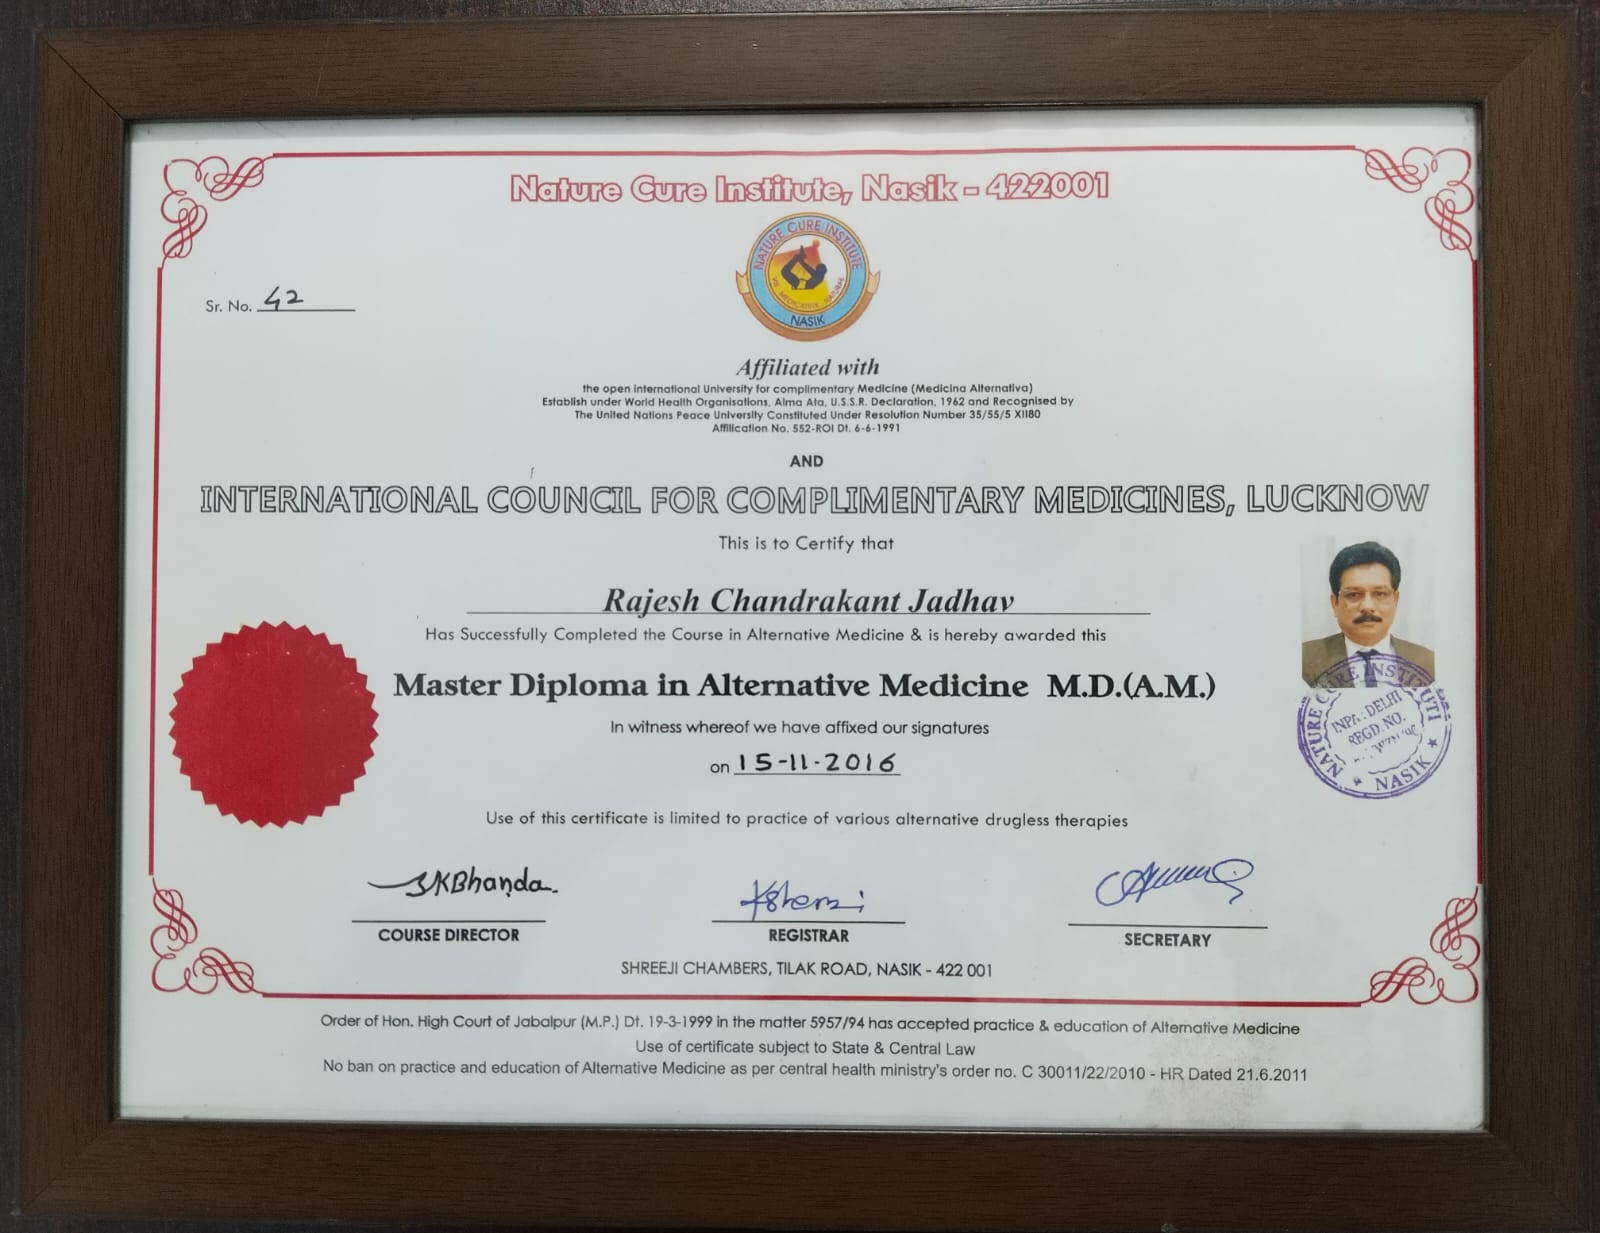 Nature Cure Institute, Nasik - 422001
NATURE CURE INSTITUTE
VIS MEDICATRIX NATURAE
NASIK
Sr. No. 42
Affiliated with
the open international University for complimentary Medicine (Medicina Alternativa)
Establish under World Health Organisations, Alma Ata, U.S.S.R. Declaration, 1962 and Recognised by
The United Nations Peace University Constituted Under Resolution Number 35/55/5 XII80
Affilication No. 552-ROI Dt. 6-6-1991
AND
INTERNATIONAL COUNCIL FOR COMPLIMENTARY MEDICINES, LUCKNOW
This is to Certify that
Rajesh Chandrakant Jadhav
Has Successfully Completed the Course in Alternative Medicine & is hereby awarded this
Master Diploma in Alternative Medicine M.D.(A.M.)
In witness whereof we have affixed our signatures
on 15-11-2016
NATURE CURE INSTITUTI
DELHI
REGD. NO.
NASIK
Use of this certificate is limited to practice of various alternative drugless therapies
SKBhanda.
COURSE DIRECTOR
REGISTRAR
SECRETARY
SHREEJI CHAMBERS, TILAK ROAD, NASIK - 422 001
Order of Hon. High Court of Jabalpur (M.P.) Dt. 19-3-1999 in the matter 5957/94 has accepted practice & education of Alternative Medicine
Use of certificate subject to State & Central Law
No ban on practice and education of Alternative Medicine as per central health ministry's order no. C 30011/22/2010 - HR Dated 21.6.2011